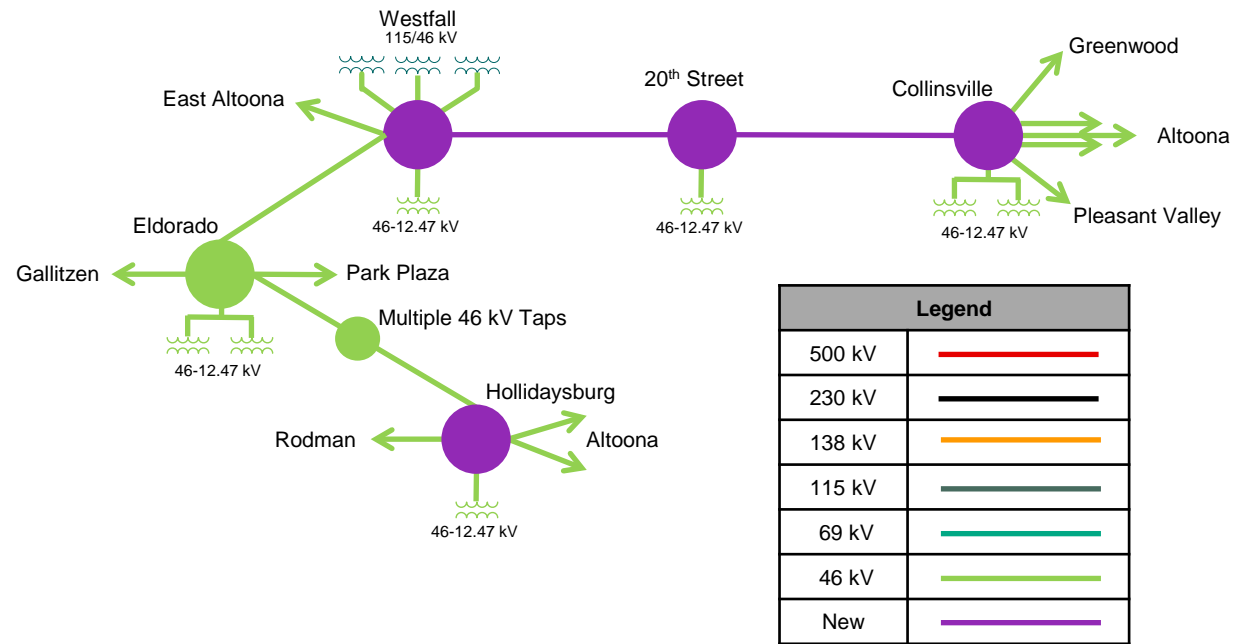 Westfall
115/46 kV
Greenwood
20th Street
Collinsville
East Altoona
Altoona
46-12.47 kV
46-12.47 kV
46-12.47 kV
Pleasant Valley
Eldorado
Gallitzen
Park Plaza
Multiple 46 kV Taps
46-12.47 kV
Hollidaysburg
Rodman
Altoona
46-12.47 kV
Legend
500 kV
230 kV
138 kV
115 kV
69 kV
46 kV
New